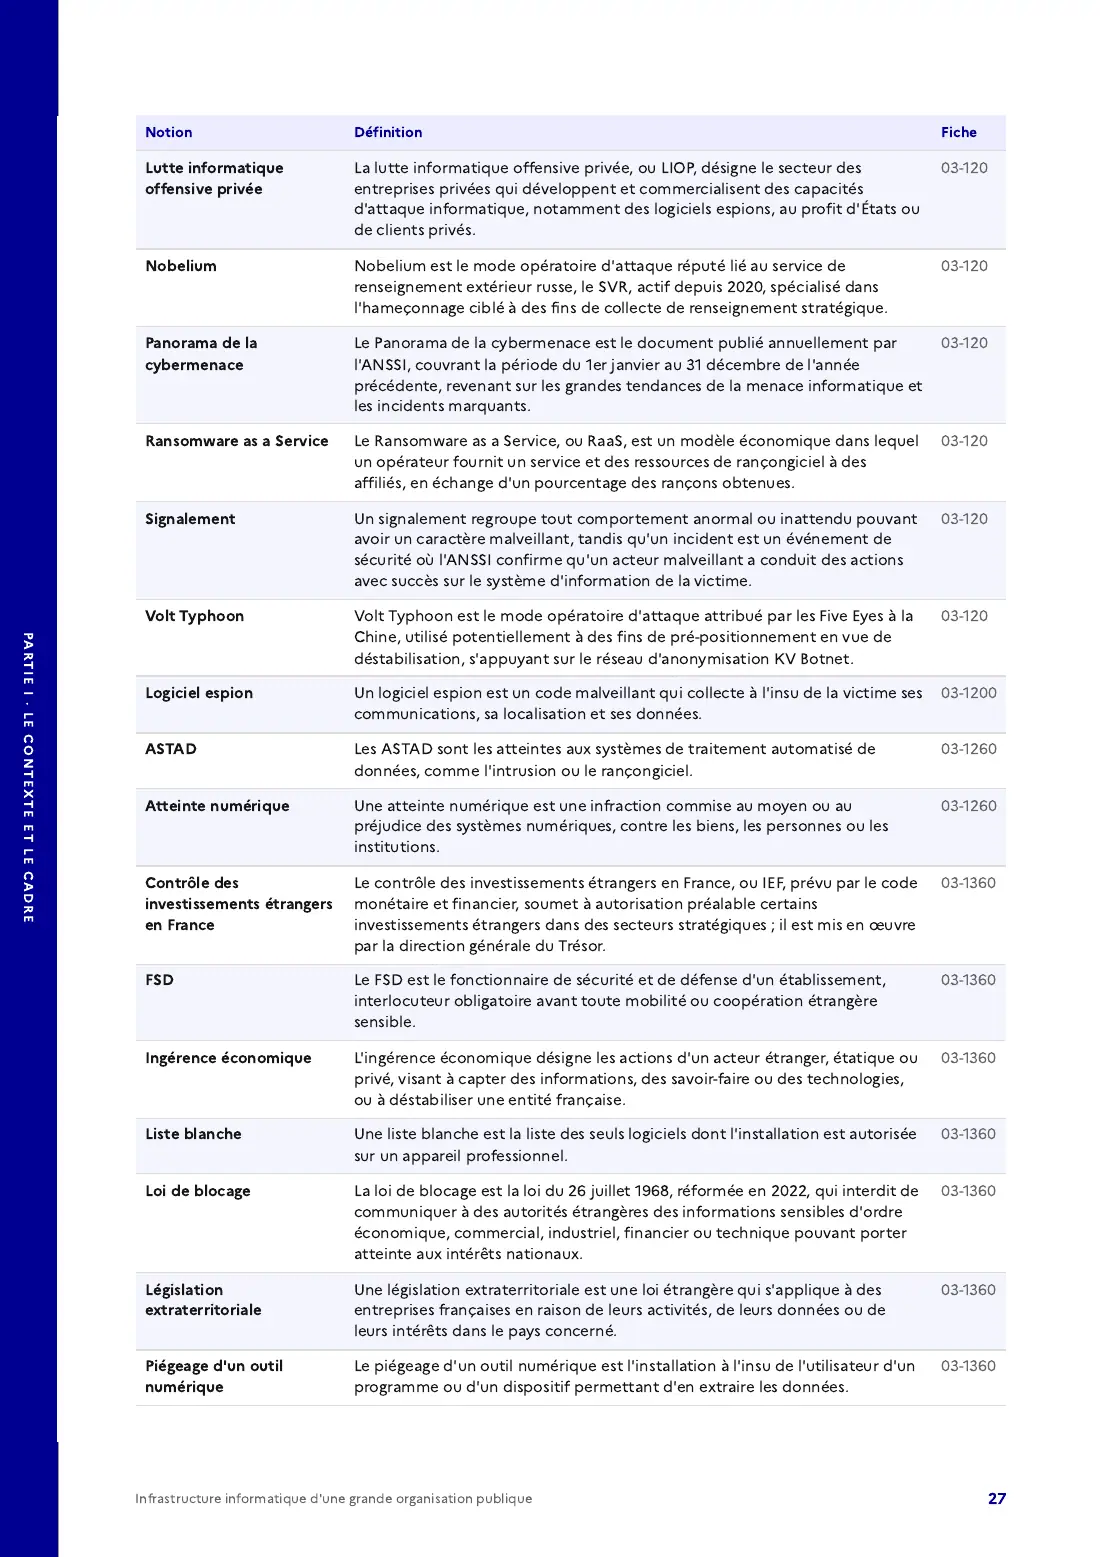 Notion Définition Fiche
Lutte informatique offensive privée
La lutte informatique offensive privée, ou LIOP, désigne le secteur des
entreprises privées qui développent et commercialisent des capacités
d'attaque informatique, notamment des logiciels espions, au profit d'États ou
de clients privés.
03-120
Nobelium
Nobelium est le mode opératoire d'attaque réputé lié au service de
renseignement extérieur russe, le SVR, actif depuis 2020, spécialisé dans
l'hameçonnage ciblé à des fins de collecte de renseignement stratégique.
03-120
Panorama de la
cybermenace
Le Panorama de la cybermenace est le document publié annuellement par
l'ANSSI, couvrant la période du 1er janvier au 31 décembre de l'année
précédente, revenant sur les grandes tendances de la menace informatique et
les incidents marquants.
03-120
Ransomware as a Service
Le Ransomware as a Service, ou RaaS, est un modèle économique dans lequel
un opérateur fournit un service et des ressources de rançongiciel à des
affiliés, en échange d'un pourcentage des rançons obtenues.
03-120
Signalement
Un signalement regroupe tout comportement anormal ou inattendu pouvant
avoir un caractère malveillant, tandis qu'un incident est un événement de
sécurité où l'ANSSI confirme qu'un acteur malveillant a conduit des actions
avec succès sur le système d'information de la victime.
03-120
Volt Typhoon
Volt Typhoon est le mode opératoire d'attaque attribué par les Five Eyes à la
Chine, utilisé potentiellement à des fins de pré-positionnement en vue de
déstabilisation, s'appuyant sur le réseau d'anonymisation KV Botnet.
03-120
Logiciel espion
Un logiciel espion est un code malveillant qui collecte à l'insu de la victime ses
communications, sa localisation et ses données.
03-1200
ASTAD
Les ASTAD sont les atteintes aux systèmes de traitement automatisé de
données, comme l'intrusion ou le rançongiciel.
03-1260
Atteinte numérique
Une atteinte numérique est une infraction commise au moyen ou au
préjudice des systèmes numériques, contre les biens, les personnes ou les
institutions.
03-1260
Contrôle des
investissements étrangers
en France
Le contrôle des investissements étrangers en France, ou IEF, prévu par le code
monétaire et financier, soumet à autorisation préalable certains
investissements étrangers dans des secteurs stratégiques ; il est mis en œuvre
par la direction générale du Trésor.
03-1360
FSD
Le FSD est le fonctionnaire de sécurité et de défense d'un établissement,
interlocuteur obligatoire avant toute mobilité ou coopération étrangère
sensible.
03-1360
Ingérence économique
L'ingérence économique désigne les actions d'un acteur étranger, étatique ou
privé, visant à capter des informations, des savoir-faire ou des technologies,
ou à déstabiliser une entité française.
03-1360
Liste blanche
Une liste blanche est la liste des seuls logiciels dont l'installation est autorisée
sur un appareil professionnel.
03-1360
Loi de blocage
La loi de blocage est la loi du 26 juillet 1968, réformée en 2022, qui interdit de
communiquer à des autorités étrangères des informations sensibles d'ordre
économique, commercial, industriel, financier ou technique pouvant porter
atteinte aux intérêts nationaux.
03-1360
Législation
extraterritoriale
Une législation extraterritoriale est une loi étrangère qui s'applique à des
entreprises françaises en raison de leurs activités, de leurs données ou de
leurs intérêts dans le pays concerné.
03-1360
Piégeage d'un outil
numérique
Le piégeage d'un outil numérique est l'installation à l'insu de l'utilisateur d'un
programme ou d'un dispositif permettant d'en extraire les données.
03-1360
PARTIE I · LE CONTEXTE ET LE CADRE
Infrastructure informatique d'une grande organisation publique
27